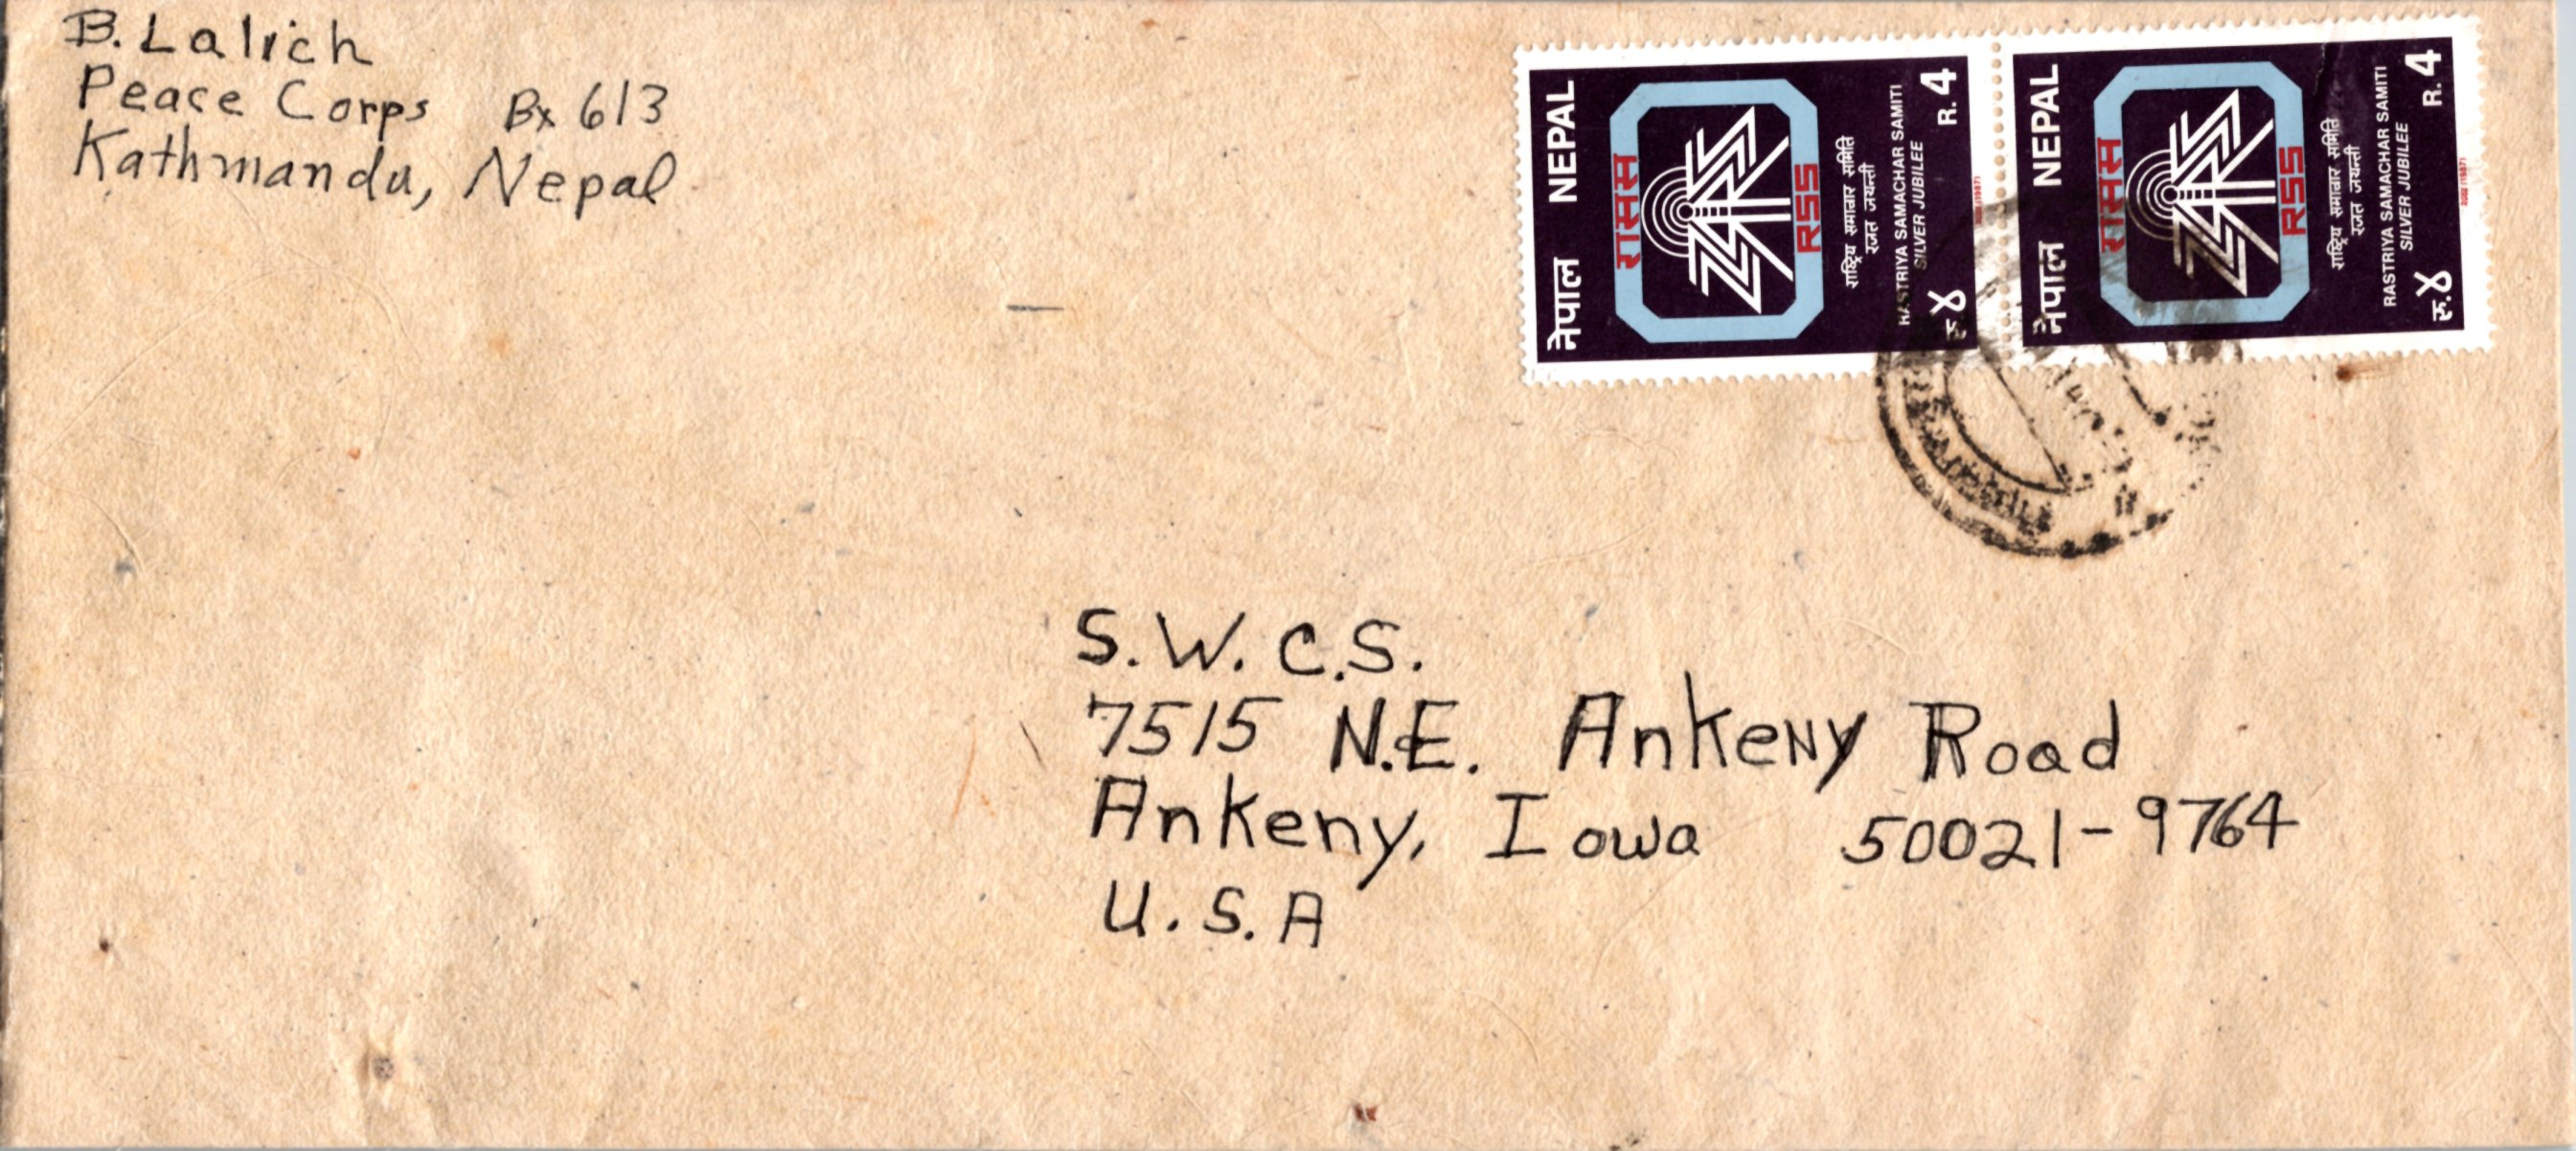 B. Lalich
Peace Corps Bx 613
Kathmandu, Nepal
नेपाल NEPAL
रासस
RSS
राष्ट्रिय समाचार समिति
रजत जयन्ती
RASTRIYA SAMACHAR SAMITI
SILVER JUBILEE
रु.४ R. 4
नेपाल NEPAL
रासस
RSS
राष्ट्रिय समाचार समिति
रजत जयन्ती
RASTRIYA SAMACHAR SAMITI
SILVER JUBILEE
रु.४ R. 4
S. W. C.S.
7515 N.E. Ankeny Road
Ankeny, Iowa 50021-9764
U.S.A